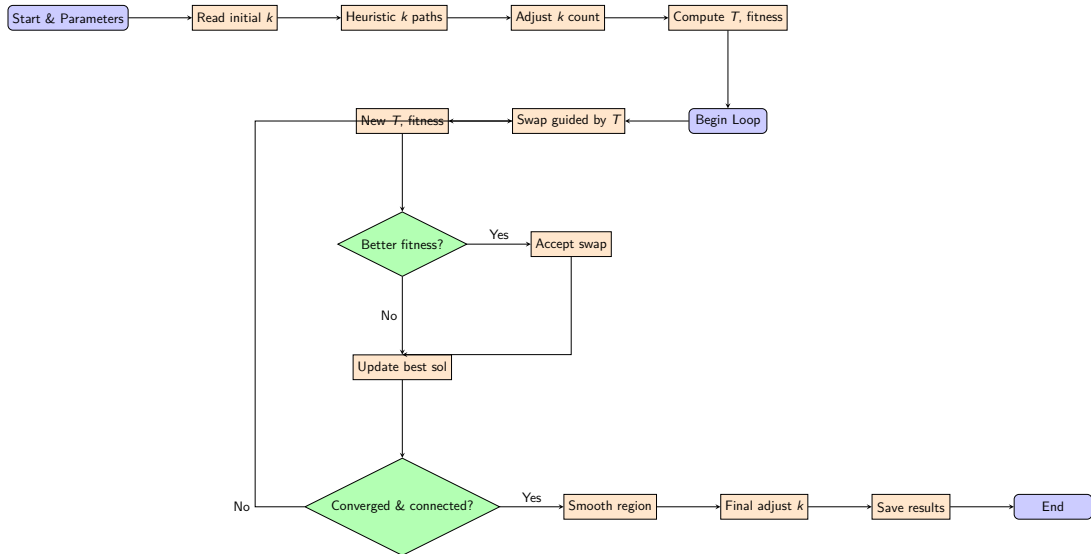 Start & Parameters
Read initial k
Heuristic k paths
Adjust k count
Compute T, fitness
New T, fitness
Swap guided by T
Begin Loop
Better fitness?
Yes
Accept swap
No
Update best sol
Converged & connected?
No
Yes
Smooth region
Final adjust k
Save results
End